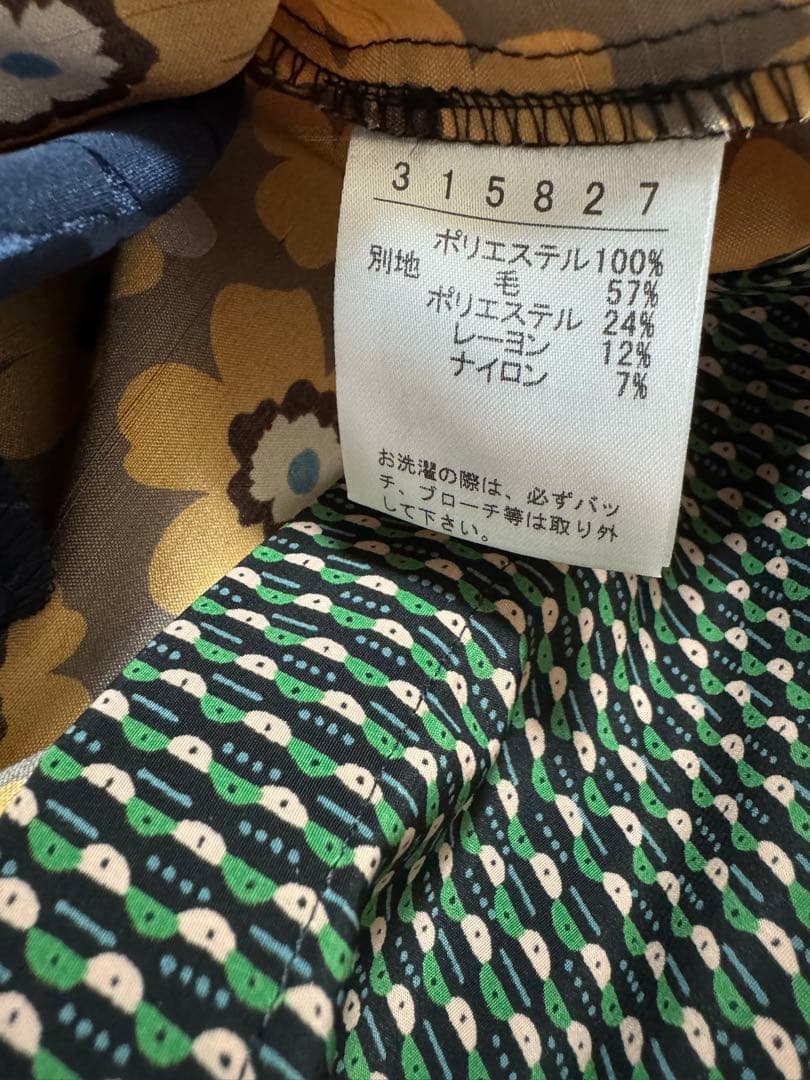 315827
ポリエステル100%
別地 毛 57%
ポリエステル 24%
レーヨン 12%
ナイロン 7%
お洗濯の際は、必ずバッ
チ、ブローチ等は取り外
して下さい。